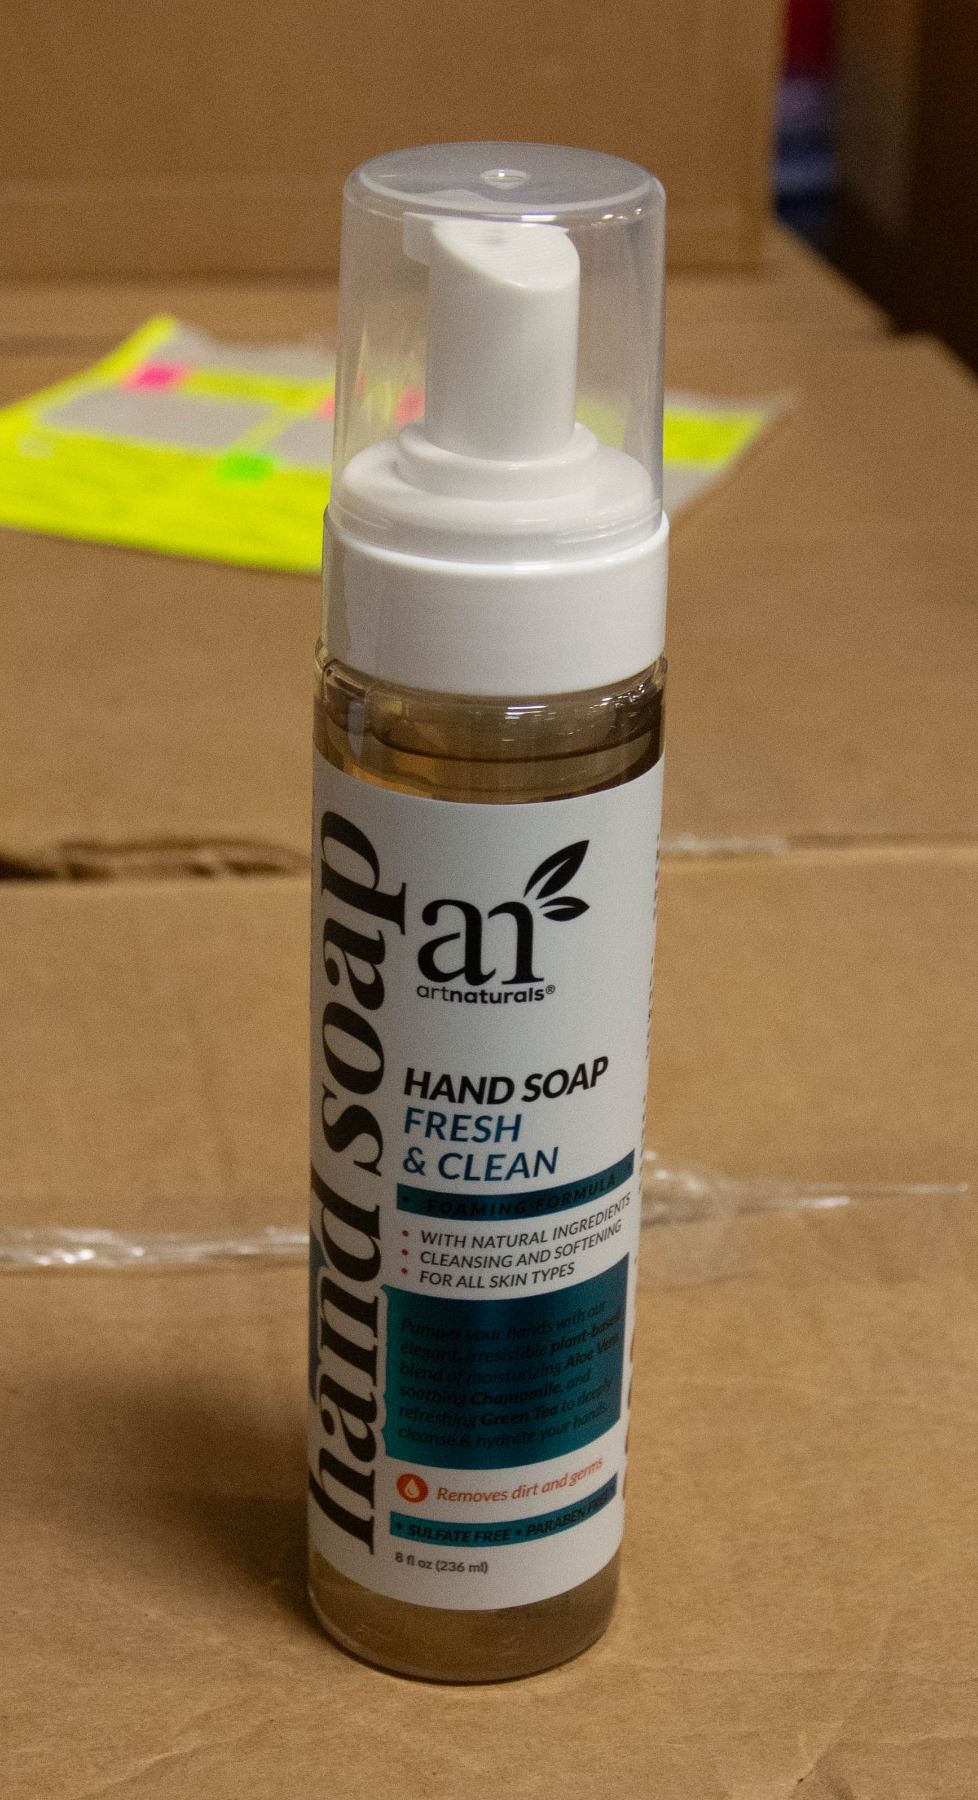 hand soap
an
artnaturals®
HAND SOAP
FRESH
& CLEAN
• FOAMING FORMULA •
• WITH NATURAL INGREDIENTS
• CLEANSING AND SOFTENING
• FOR ALL SKIN TYPES
Pamper your hands with our
elegant, irresistible plant-based
blend of moisturizing Aloe Vera,
soothing Chamomile, and
refreshing Green Tea to deeply
cleanse & hydrate your hands.
Removes dirt and germs
• SULFATE FREE • PARABEN FREE
8 fl oz (236 ml)